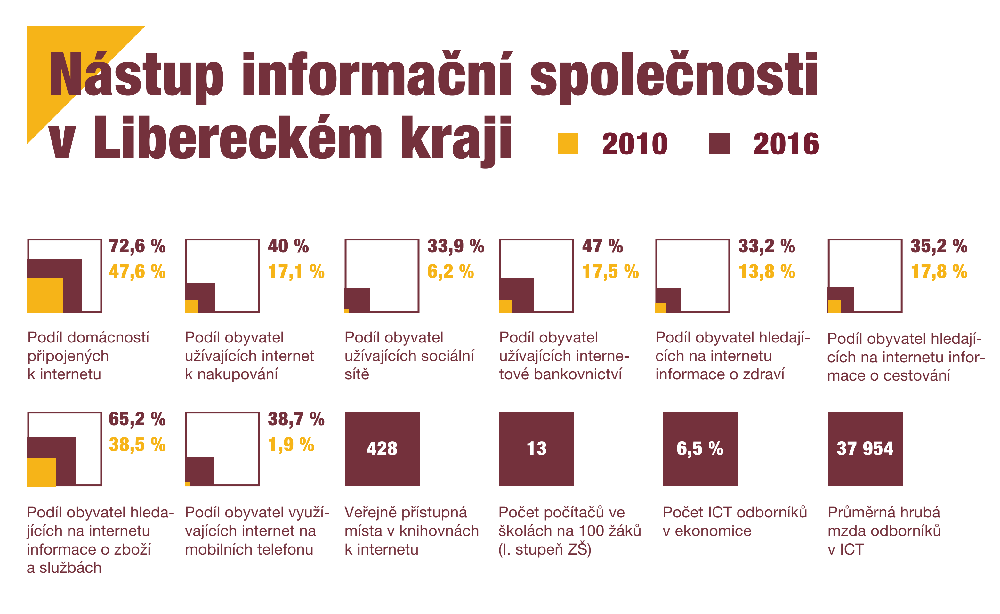 Nástup informační společnosti
v Libereckém kraji
2010
2016
72,6 %
47,6 %
Podíl domácností
připojených
k internetu
40 %
17,1 %
Podíl obyvatel
užívajících internet
k nakupování
33,9 %
6,2 %
Podíl obyvatel
užívajících sociální
sítě
47 %
17,5 %
Podíl obyvatel
užívajících interne-
tové bankovnictví
33,2 %
13,8 %
Podíl obyvatel hledají-
cích na internetu
informace o zdraví
35,2 %
17,8 %
Podíl obyvatel hledají-
cích na internetu infor-
mace o cestování
65,2 %
38,5 %
Podíl obyvatel hleda-
jících na internetu
informace o zboží
a službách
38,7 %
1,9 %
Podíl obyvatel využí-
vajících internet na
mobilních telefonu
428
Veřejně přístupná
místa v knihovnách
k internetu
13
Počet počítačů ve
školách na 100 žáků
(I. stupeň ZŠ)
6,5 %
Počet ICT odborníků
v ekonomice
37 954
Průměrná hrubá
mzda odborníků
v ICT